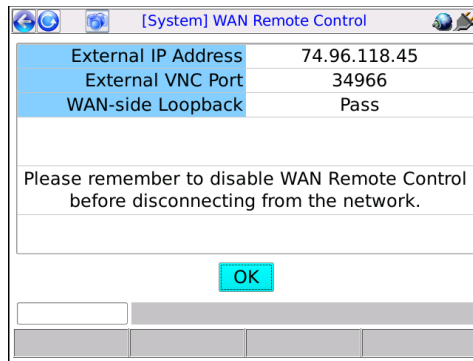 [System] WAN Remote Control
External IP Address 74.96.118.45
External VNC Port 34966
WAN-side Loopback Pass
Please remember to disable WAN Remote Control
before disconnecting from the network.
OK